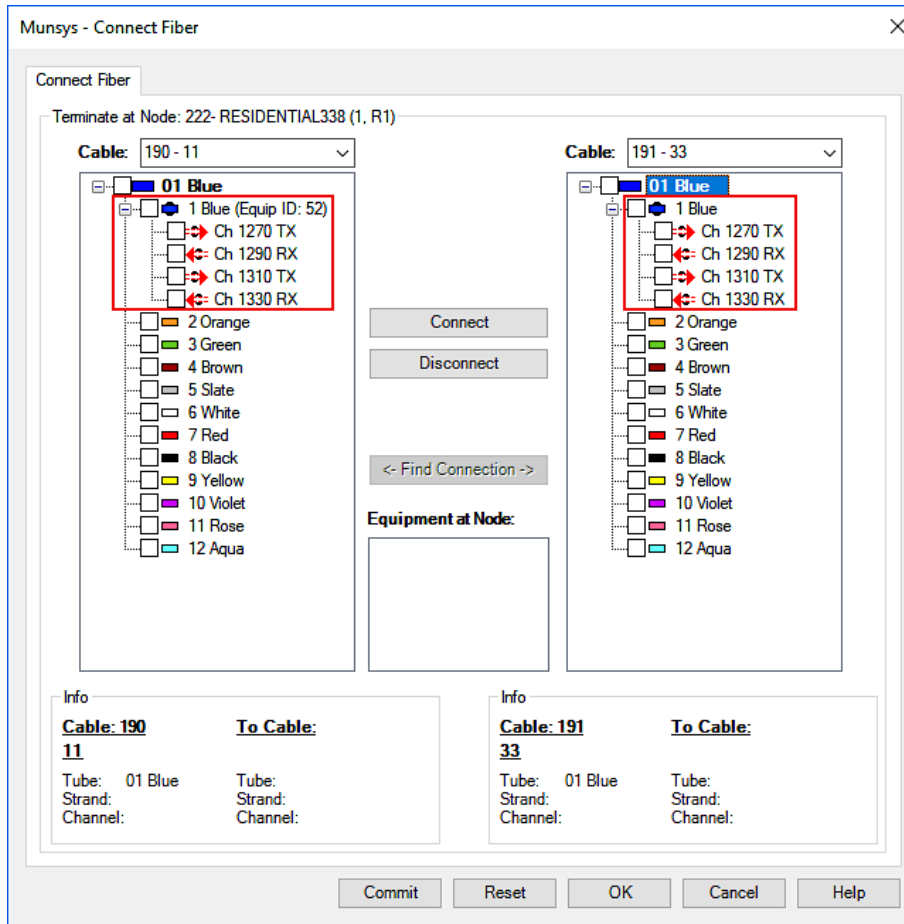 Munsys - Connect Fiber
Connect Fiber
Terminate at Node: 222- RESIDENTIAL338 (1, R1)
Cable: 190 - 11
01 Blue
1 Blue (Equip ID: 52)
Ch 1270 TX
Ch 1290 RX
Ch 1310 TX
Ch 1330 RX
2 Orange
3 Green
4 Brown
5 Slate
6 White
7 Red
8 Black
9 Yellow
10 Violet
11 Rose
12 Aqua
Connect
Disconnect
<- Find Connection ->
Equipment at Node:
Cable: 191 - 33
01 Blue
1 Blue
Ch 1270 TX
Ch 1290 RX
Ch 1310 TX
Ch 1330 RX
2 Orange
3 Green
4 Brown
5 Slate
6 White
7 Red
8 Black
9 Yellow
10 Violet
11 Rose
12 Aqua
Info
Cable: 190 To Cable:
11
Tube: 01 Blue Tube:
Strand: Strand:
Channel: Channel:
Info
Cable: 191 To Cable:
33
Tube: 01 Blue Tube:
Strand: Strand:
Channel: Channel:
Commit Reset OK Cancel Help